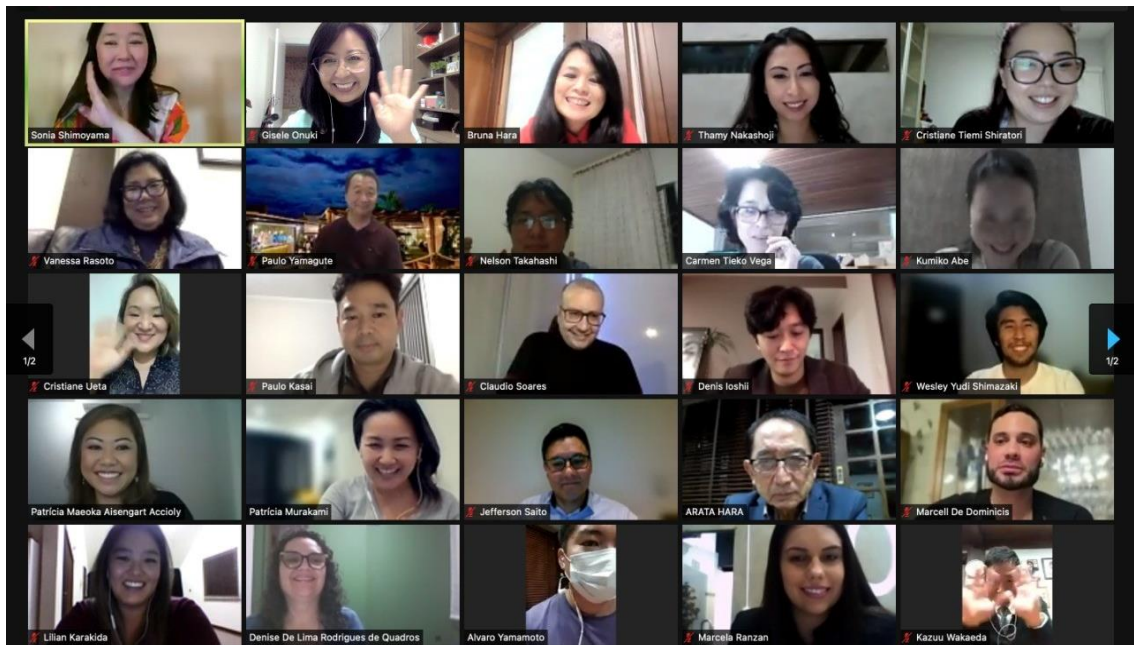 Sonia Shimoyama
Gisele Onuki
Bruna Hara
Thamy Nakashoji
Cristiane Tiemi Shiratori
Vanessa Rasoto
Paulo Yamagute
Nelson Takahashi
Carmen Tieko Vega
Kumiko Abe
1/2
1/2
Cristiane Ueta
Paulo Kasai
Claudio Soares
Denis Ioshii
Wesley Yudi Shimazaki
Patrícia Maeoka Aisengart Accioly
Patrícia Murakami
Jefferson Saito
ARATA HARA
Marcell De Dominicis
Lilian Karakida
Denise De Lima Rodrigues de Quadros
Alvaro Yamamoto
Marcela Ranzan
Kazuu Wakaeda